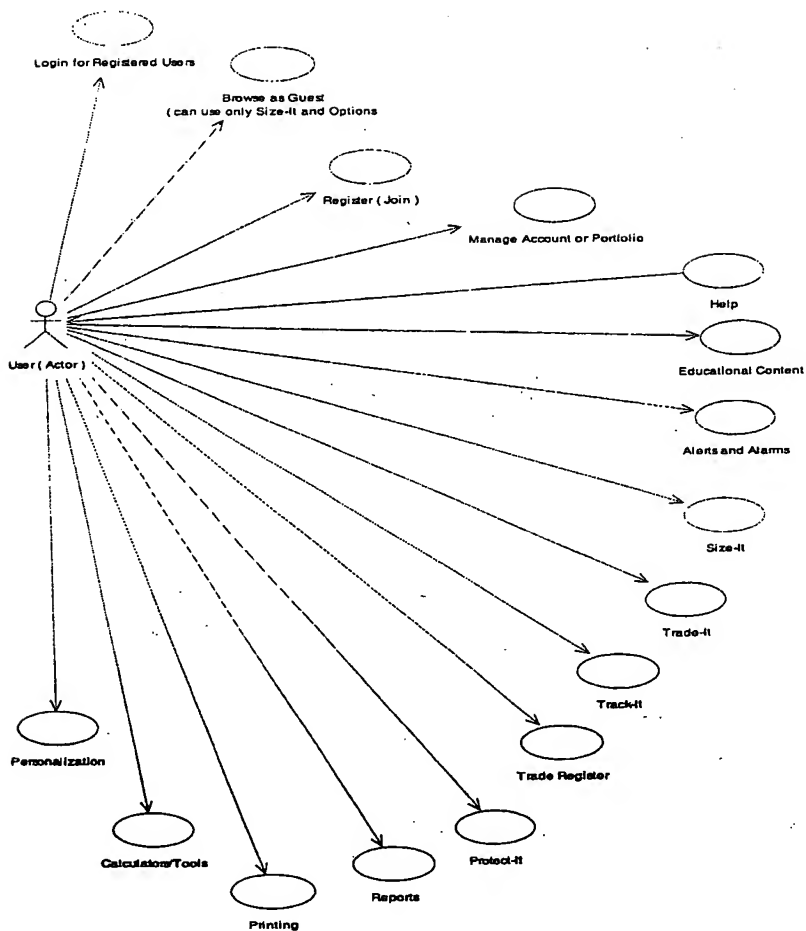 Login for Registered Users
Browse as Guest
( can use only Size-It and Options
Register ( Join )
Manage Account or Portfolio
Help
User ( Actor )
Educational Content
Alerts and Alarms
Size-It
Trade-It
Track-It
Trade Register
Personalization
Protect-It
Calculators/Tools
Reports
Printing